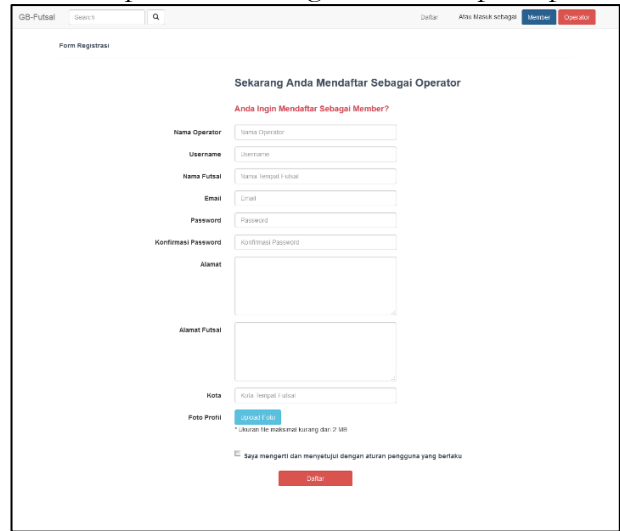 GB-Futsal Search Daftar Atau Masuk sebagai Member Operator
Form Registrasi
Sekarang Anda Mendaftar Sebagai Operator
Anda Ingin Mendaftar Sebagai Member?
Nama Operator Nama Operator
Username Username
Nama Futsal Nama Tempat Futsal
Email Email
Password Password
Konfirmasi Password Konfirmasi Password
Alamat
Alamat Futsal
Kota Kota Tempat Futsal
Foto Profil Upload Foto
* Ukuran file maksimal kurang dari 2 MB
Saya mengerti dan menyetujui dengan aturan pengguna yang berlaku
Daftar